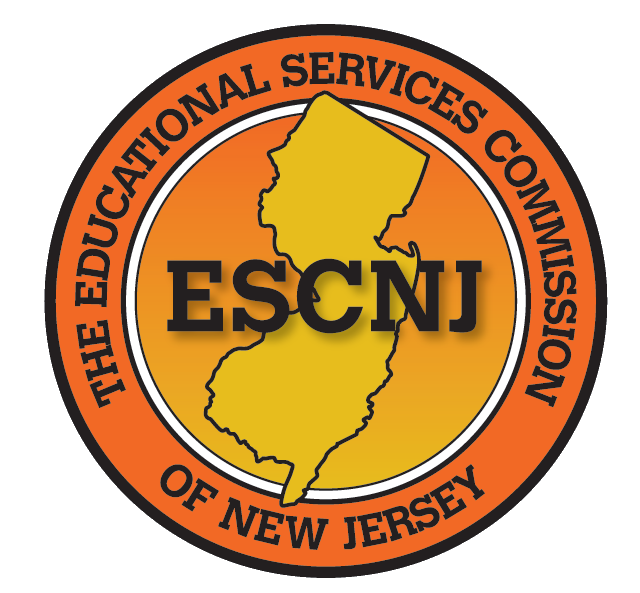 THE EDUCATIONAL SERVICES COMMISSION
ESCNJ
OF NEW JERSEY